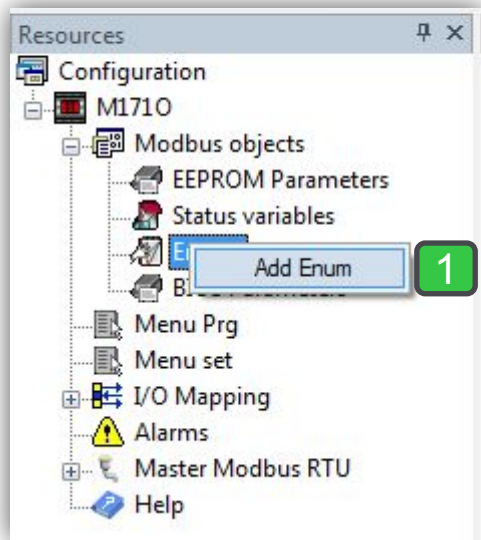 Resources
Configuration
M171O
Modbus objects
EEPROM Parameters
Status variables
Add Enum
1
Parameters
Menu Prg
Menu set
I/O Mapping
Alarms
Master Modbus RTU
Help